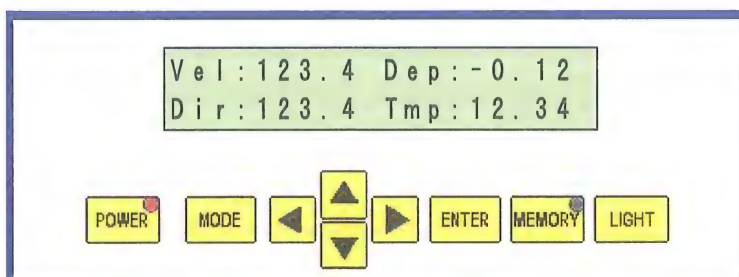 Vel:123.4 Dep:-0.12
Dir:123.4 Tmp:12.34
POWER MODE ENTER MEMORY LIGHT